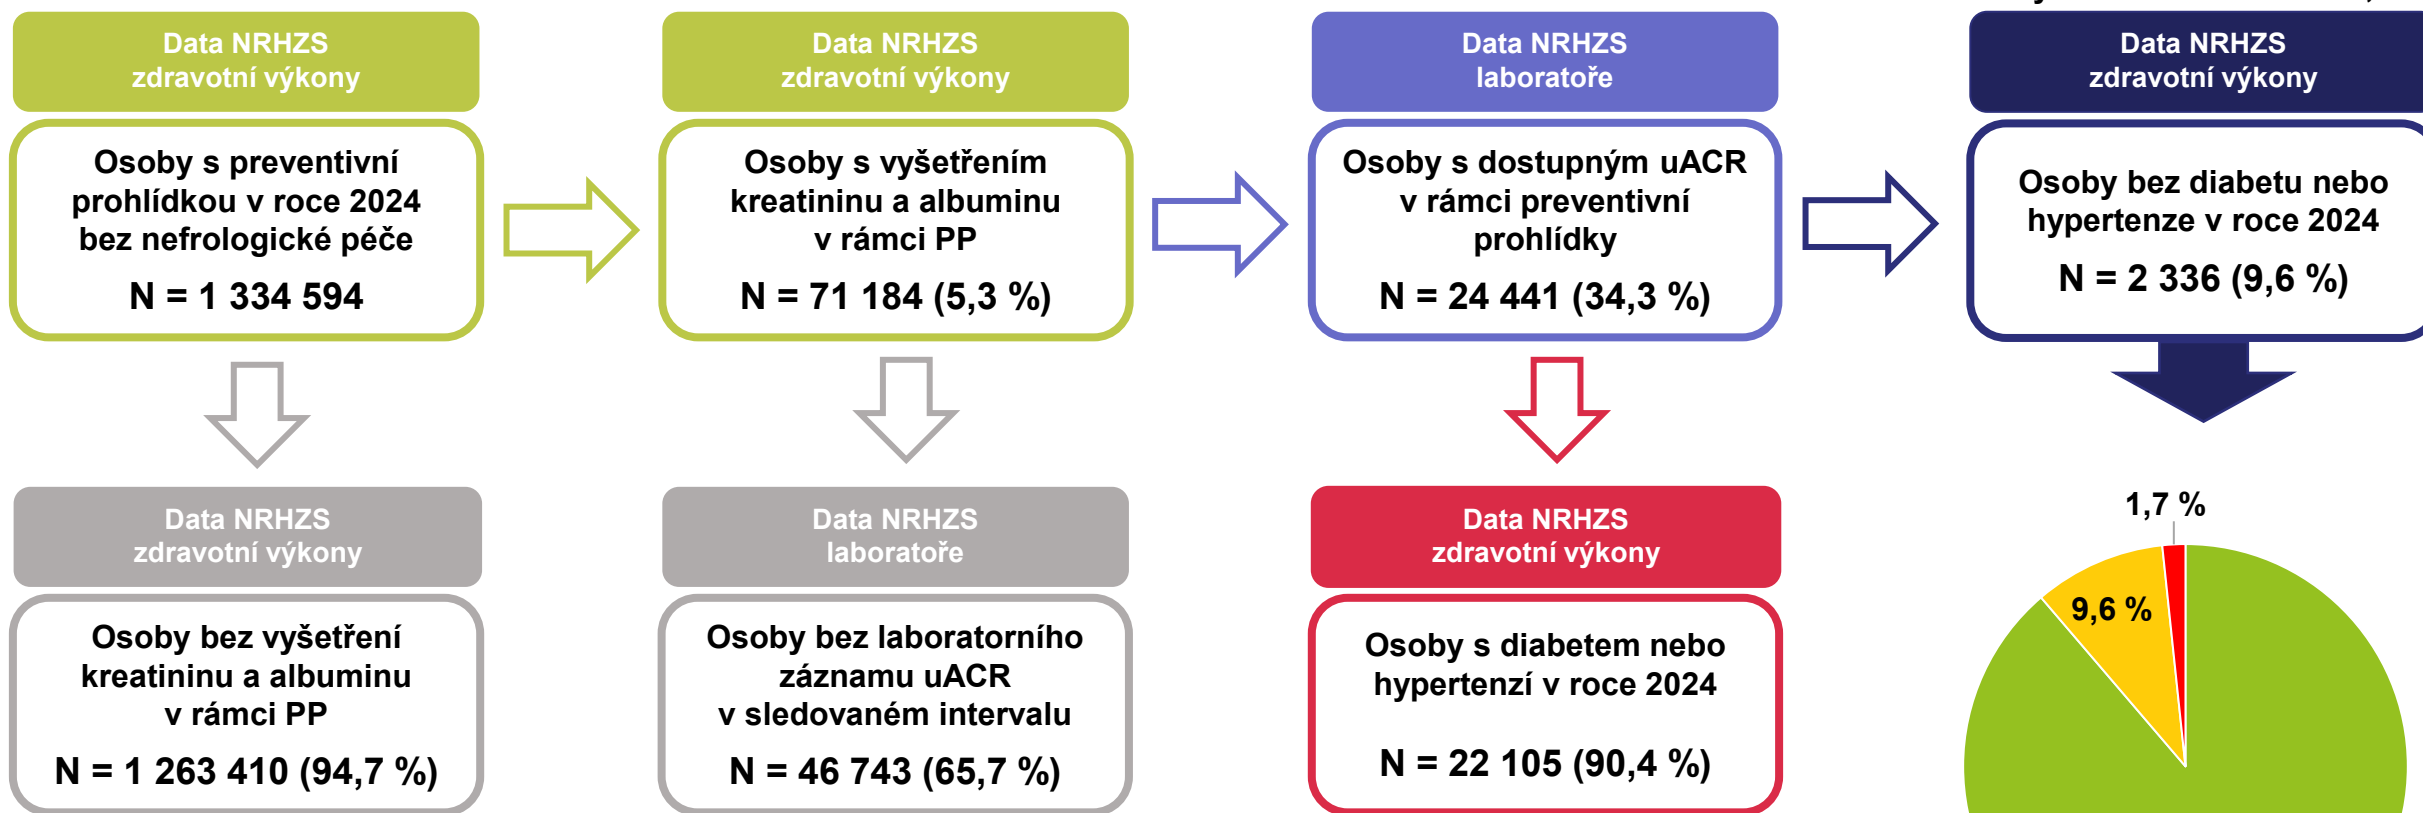 Data NRHZS
zdravotní výkony
Osoby s preventivní
prohlídkou v roce 2024
bez nefrologické péče
N = 1 334 594
Data NRHZS
zdravotní výkony
Osoby s vyšetřením
kreatininu a albuminu
v rámci PP
N = 71 184 (5,3 %)
Data NRHZS
laboratoře
Osoby s dostupným uACR
v rámci preventivní
prohlídky
N = 24 441 (34,3 %)
Data NRHZS
zdravotní výkony
Osoby bez diabetu nebo
hypertenze v roce 2024
N = 2 336 (9,6 %)
Data NRHZS
zdravotní výkony
Osoby bez vyšetření
kreatininu a albuminu
v rámci PP
N = 1 263 410 (94,7 %)
Data NRHZS
laboratoře
Osoby bez laboratorního
záznamu uACR
v sledovaném intervalu
N = 46 743 (65,7 %)
Data NRHZS
zdravotní výkony
Osoby s diabetem nebo
hypertenzí v roce 2024
N = 22 105 (90,4 %)
1,7 %
9,6 %